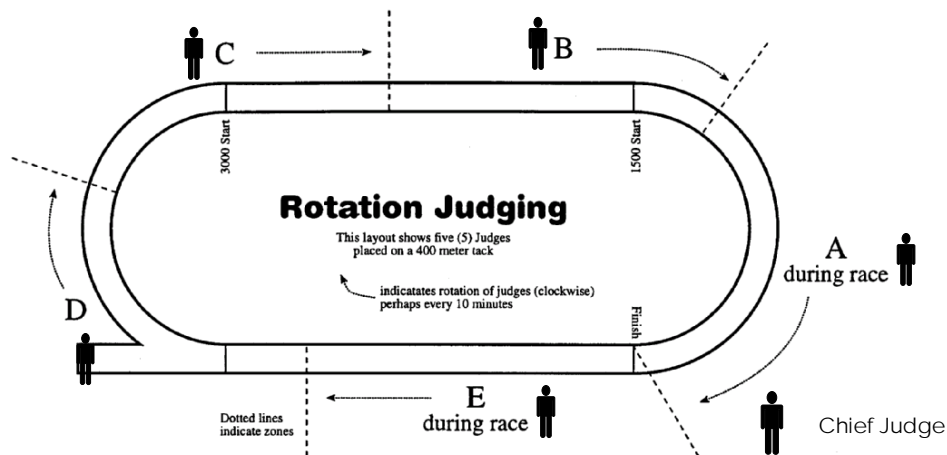 C
B
3000 Start
1500 Start
Rotation Judging
This layout shows five (5) Judges
placed on a 400 meter tack
A
during race
indicatates rotation of judges (clockwise)
perhaps every 10 minutes
D
Finish
E
during race
Dotted lines
indicate zones
Chief Judge